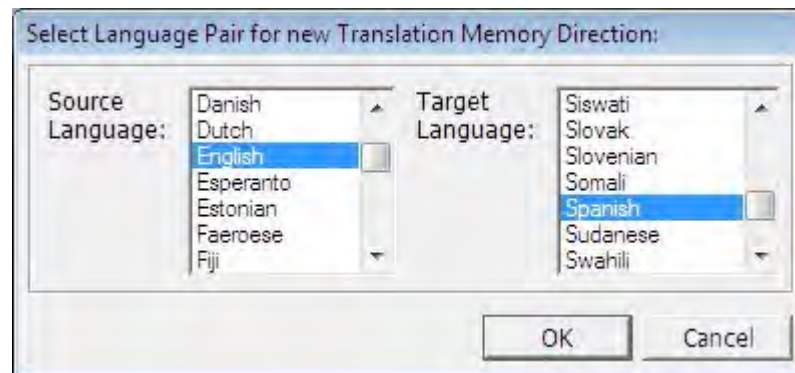 Select Language Pair for new Translation Memory Direction:
Source
Language:
Danish
Dutch
English
Esperanto
Estonian
Faeroese
Fiji
Target
Language:
Siswati
Slovak
Slovenian
Somali
Spanish
Sudanese
Swahili
OK
Cancel